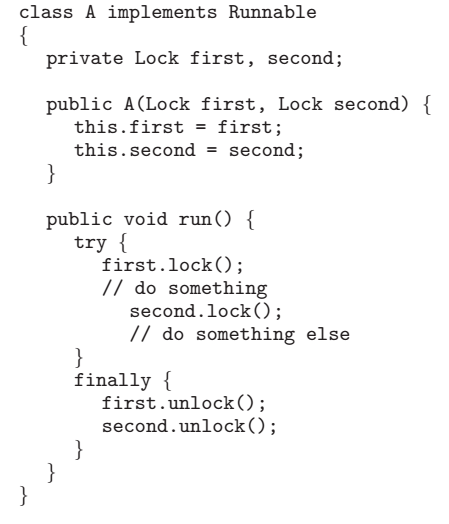 class A implements Runnable
{
private Lock first, second;
public A(Lock first, Lock second) {
this.first = first;
this.second = second;
}
public void run() {
try {
first.lock();
// do something
second.lock();
// do something else
}
finally {
first.unlock();
second.unlock();
}
}
}